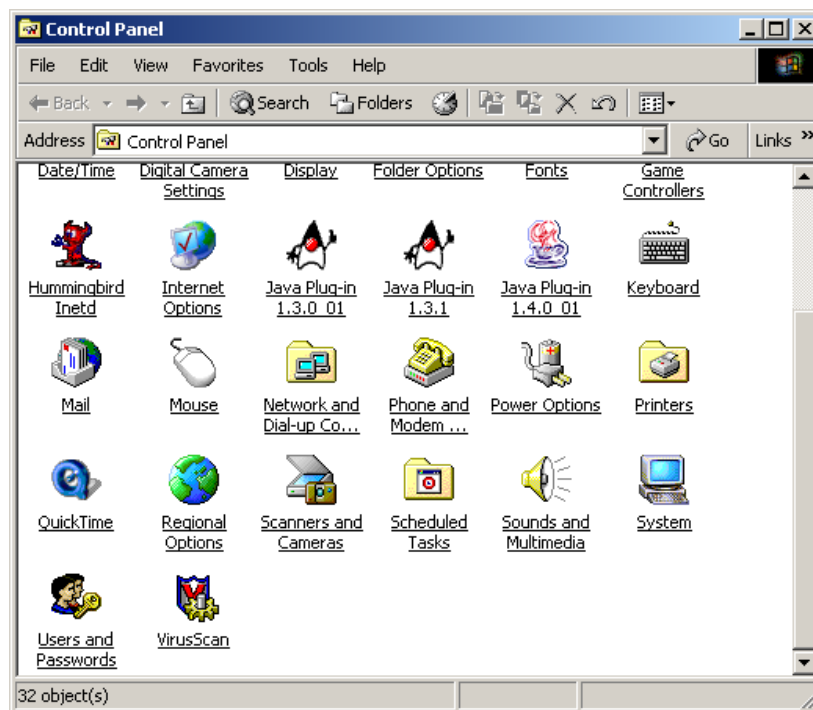 Control Panel
File Edit View Favorites Tools Help
Back Search Folders
Address Control Panel Go Links »
Date/Time Digital Camera Display Folder Options Fonts Game
Settings Controllers
Hummingbird Internet Java Plug-in Java Plug-in Java Plug-in Keyboard
Inetd Options 1.3.0_01 1.3.1 1.4.0_01
Mail Mouse Network and Phone and Power Options Printers
Dial-up Co... Modem ...
QuickTime Regional Scanners and Scheduled Sounds and System
Options Cameras Tasks Multimedia
Users and VirusScan
Passwords
32 object(s)